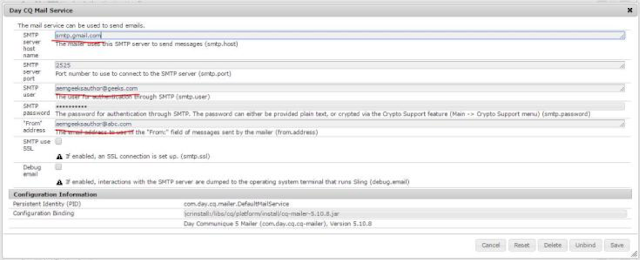 Day CQ Mail Service
The mail service can be used to send emails.
SMTP server host name
smtp.gmail.com
The mailer uses this SMTP server to send messages (smtp.host)
SMTP server port
2525
Port number to use to connect to the SMTP server (smtp.port)
SMTP user
aemgeeksauthor@geeks.com
The user for authentication through SMTP (smtp.user)
SMTP password
**********
The password for authentication through SMTP. The password can either be provided plain text, or crypted via the Crypto Support feature (Main -> Crypto Support menu) (smtp.password)
"From" address
aemgeeksauthor@abc.com
The email address to use in the "From:" field of messages sent by the mailer (from.address)
SMTP use SSL
If enabled, an SSL connection is set up. (smtp.ssl)
Debug email
If enabled, interactions with the SMTP server are dumped to the operating system terminal that runs Sling (debug.email)
Configuration Information
Persistent Identity (PID) com.day.cq.mailer.DefaultMailService
Configuration Binding jcrinstall:/libs/cq/platform/install/cq-mailer-5.10.8.jar
Day Communique 5 Mailer (com.day.cq.cq-mailer), Version 5.10.8
Cancel Reset Delete Unbind Save